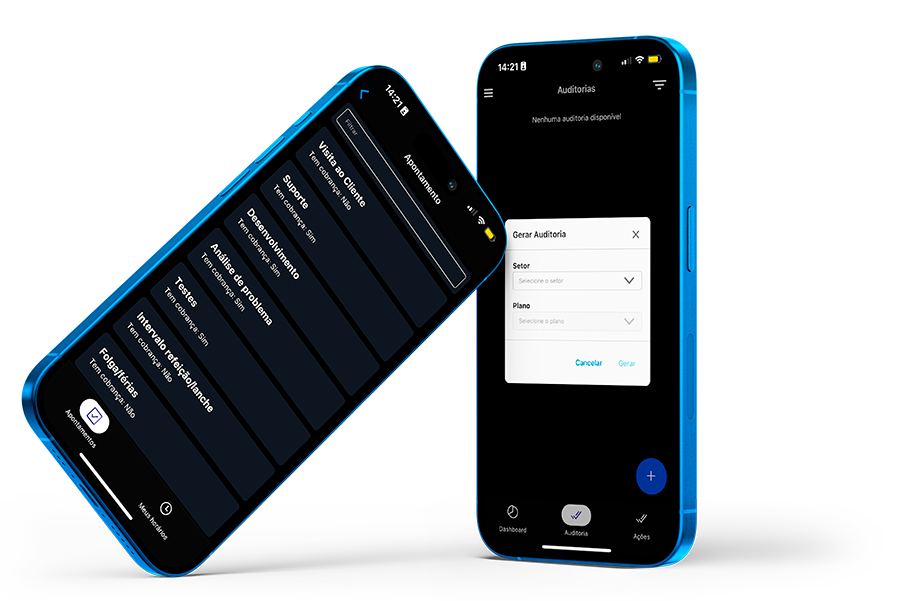 14:21
Apontamento
Filtrar
Visita ao Cliente
Tem cobrança: Não
Suporte
Tem cobrança: Sim
Desenvolvimento
Tem cobrança: Sim
Análise de problema
Tem cobrança: Sim
Testes
Tem cobrança: Sim
Intervalo refeição/lanche
Tem cobrança: Não
Folga/férias
Tem cobrança: Não
Apontamentos
Meus horários
14:21
Auditorias
Nenhuma auditoria disponível
Gerar Auditoria
Setor
Selecione o setor
Plano
Selecione o plano
Cancelar Gerar
Dashboard Auditoria Ações